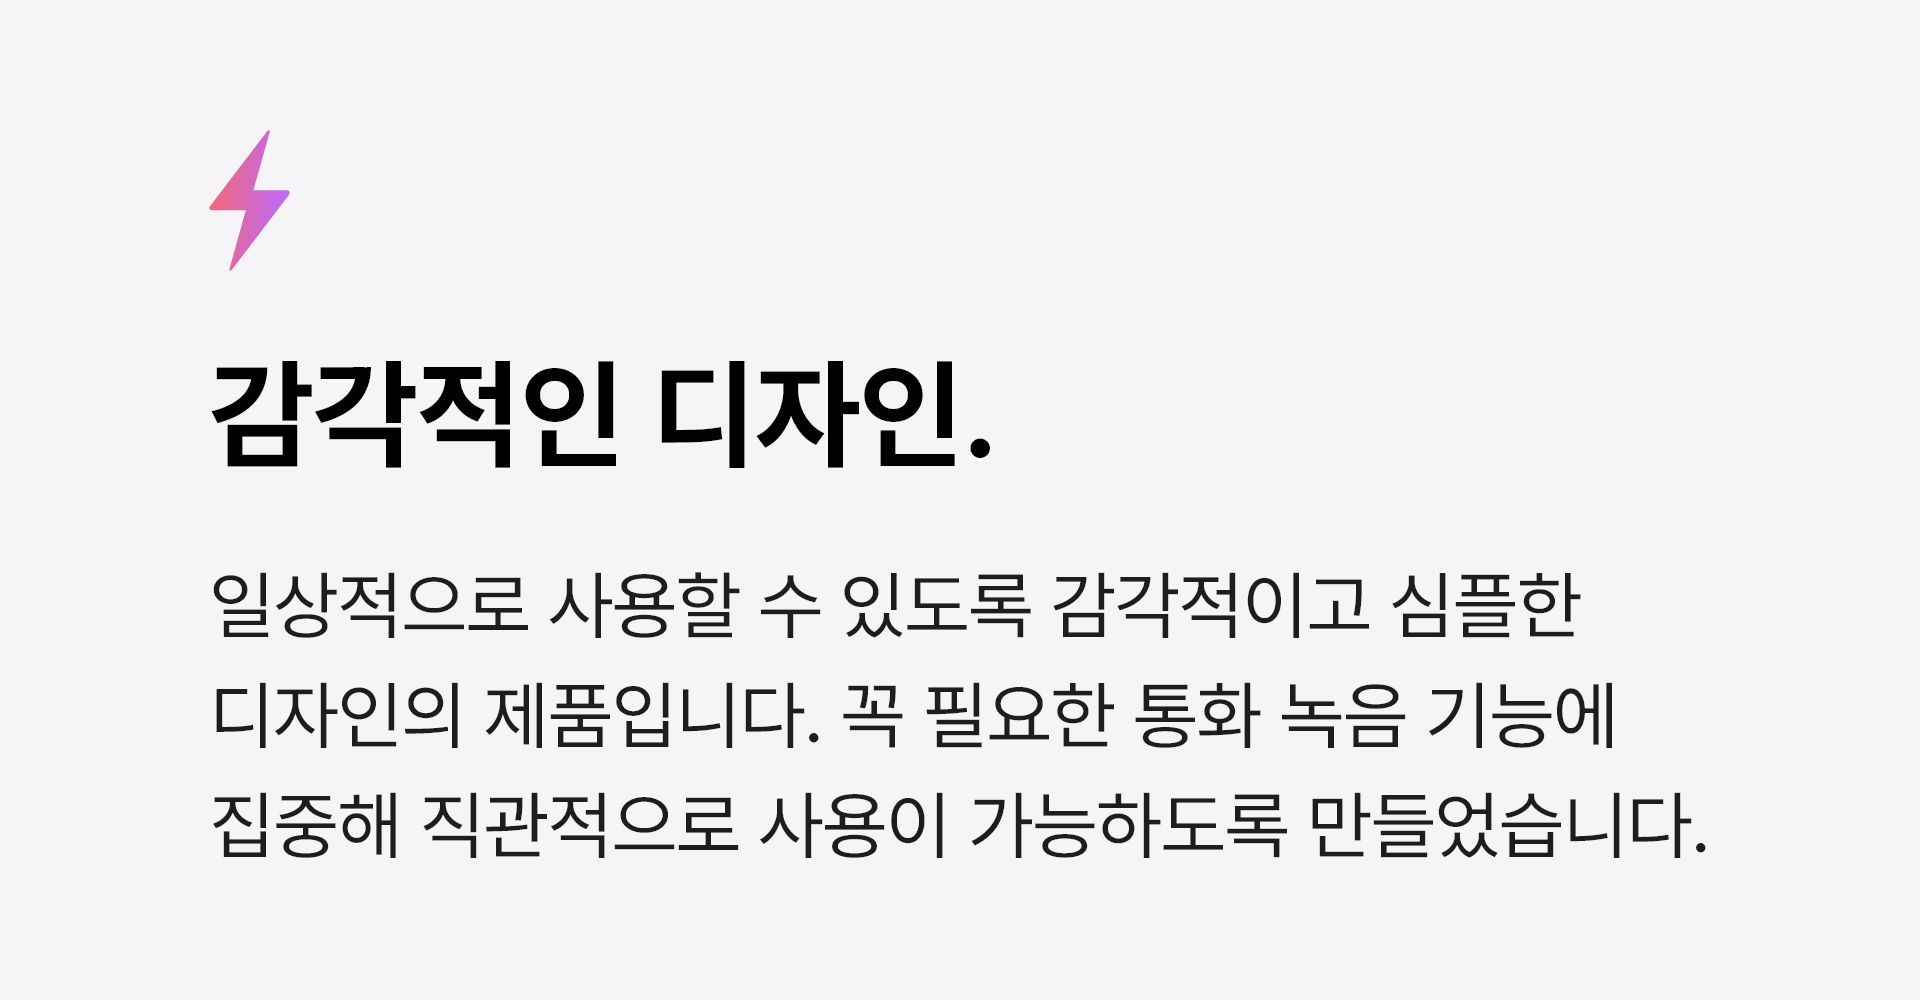 감각적인 디자인.
일상적으로 사용할 수 있도록 감각적이고 심플한
디자인의 제품입니다. 꼭 필요한 통화 녹음 기능에
집중해 직관적으로 사용이 가능하도록 만들었습니다.